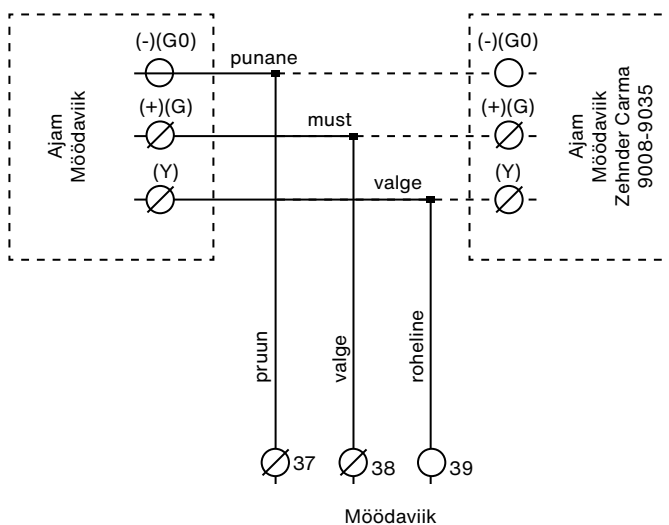 (-)(G0)
punane
(-)(G0)
(+)(G)
must
(+)(G)
(Y)
valge
(Y)
Ajam
Möödaviik
Ajam
Möödaviik
Zehnder Carma
9008-9035
pruun
valge
roheline
37
38
39
Möödaviik